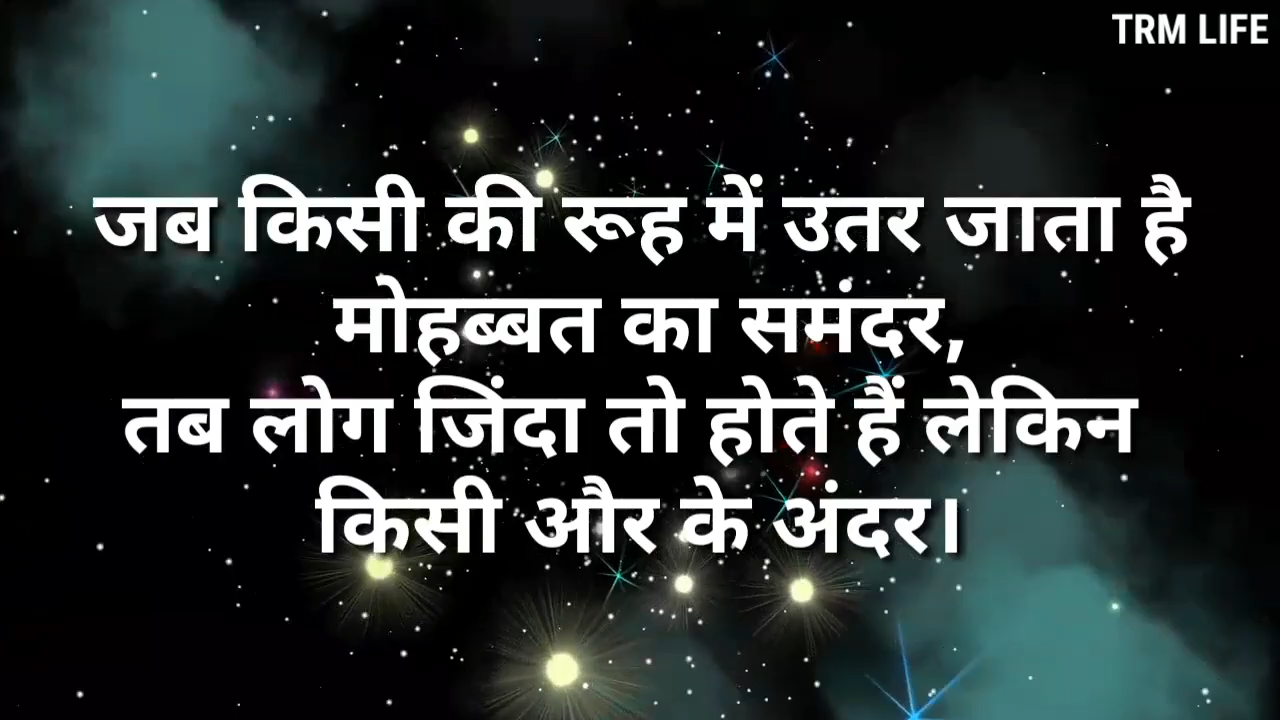 TRM LIFE
जब किसी की रूह में उतर जाता है
मोहब्बत का समंदर,
तब लोग जिंदा तो होते हैं लेकिन
किसी और के अंदर।